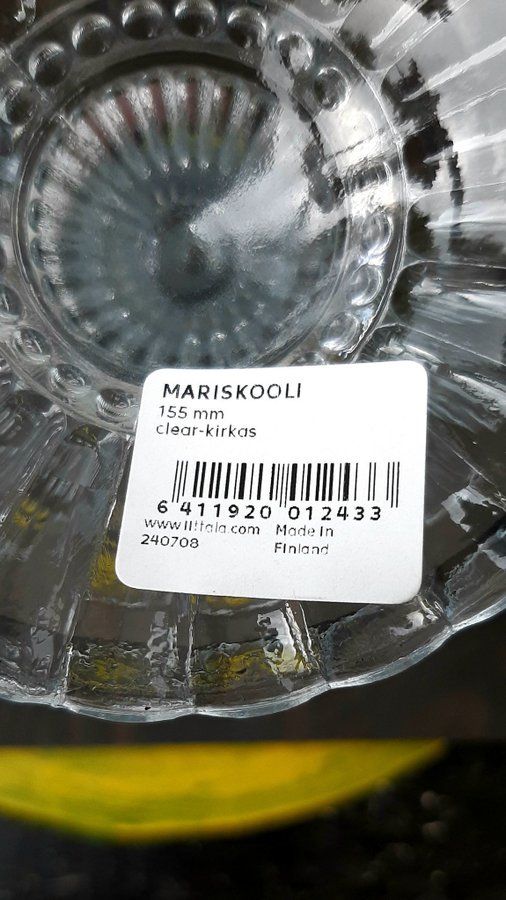 MARISKOOLI
155 mm
clear-kirkas
6 411920 012433
www.iittala.com Made in
240708 Finland